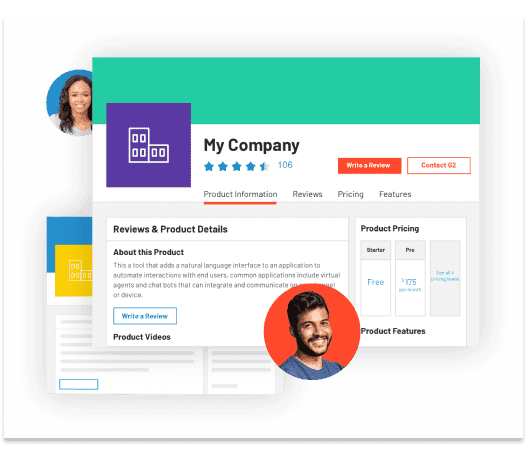 My Company
106
Write a Review
Contact G2
Product Information
Reviews
Pricing
Features
Reviews & Product Details
About this Product
This is a tool that adds a natural language interface to an application to
automate interactions with end users, common applications include virtual
agents and chat bots that can integrate and communicate on
or device.
Write a Review
Product Videos
Product Pricing
Starter
Free
Pro
$175
per month
See all 4
pricing levels
Product Features